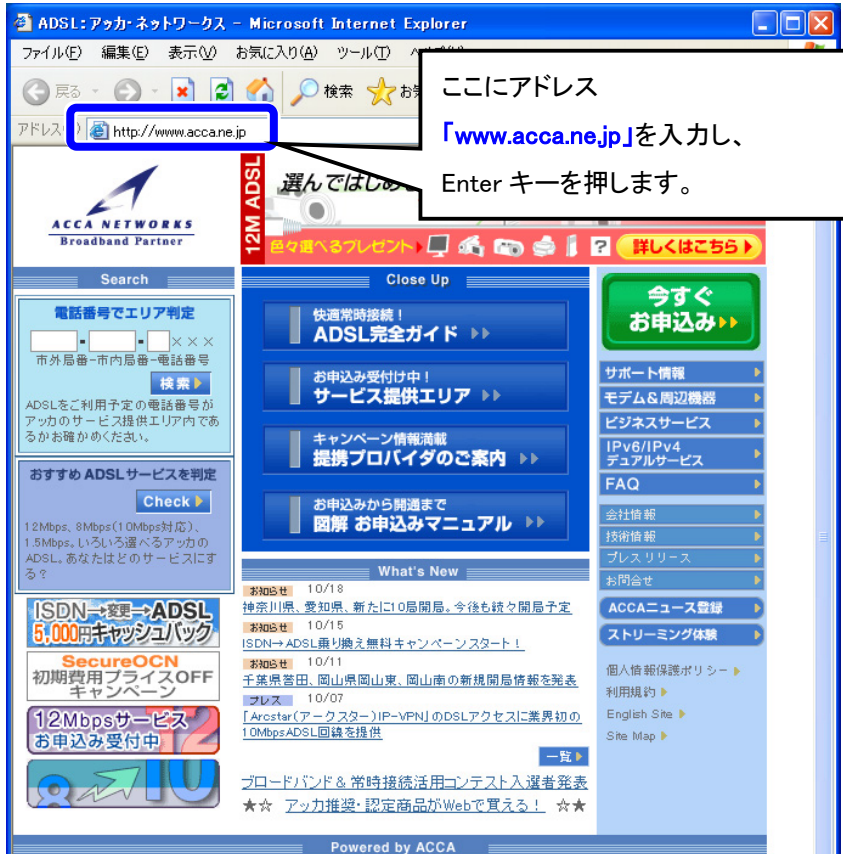 ADSL:アッカ・ネットワークス - Microsoft Internet Explorer
ファイル(F) 編集(E) 表示(V) お気に入り(A) ツール(T)
戻る 検索
アドレス http://www.acca.ne.jp
ここにアドレス
「www.acca.ne.jp」を入力し、
Enter キーを押します。
ACCA NETWORKS
Broadband Partner
12M ADSL
選んではじめ
色々選べるプレゼント
?
詳しくはこちら
Search
電話番号でエリア判定
- - ×××
市外局番-市内局番-電話番号
検索
ADSLをご利用予定の電話番号が
アッカのサービス提供エリア内であ
るかお確かめください。
おすすめADSLサービスを判定
Check
12Mbps、8Mbps(10Mbps対応)、
1.5Mbps。いろいろ選べるアッカの
ADSL。あなたはどのサービスにす
る?
ISDN→変更→ADSL
5,000円キャッシュバック
SecureOCN
初期費用プライスOFF
キャンペーン
12Mbpsサービス
お申込み受付中
12
8 10
Close Up
快適常時接続!
ADSL完全ガイド
お申込み受付け中!
サービス提供エリア
キャンペーン情報満載
提携プロバイダのご案内
お申込みから開通まで
図解 お申込みマニュアル
What's New
お知らせ 10/18
神奈川県、愛知県、新たに10局開局。今後も続々開局予定
お知らせ 10/15
ISDN→ADSL乗り換え無料キャンペーンスタート!
お知らせ 10/11
千葉県誉田、岡山県岡山東、岡山南の新規開局情報を発表
プレス 10/07
「Arcstar(アークスター)IP-VPN」のDSLアクセスに業界初の
10MbpsADSL回線を提供
一覧
ブロードバンド&常時接続活用コンテスト入選者発表
★☆ アッカ推奨・認定商品がWebで買える! ☆★
今すぐ
お申込み
サポート情報
モデム&周辺機器
ビジネスサービス
IPv6/IPv4
デュアルサービス
FAQ
会社情報
技術情報
プレスリリース
お問合せ
ACCAニュース登録
ストリーミング体験
個人情報保護ポリシー
利用規約
English Site
Site Map
Powered by ACCA